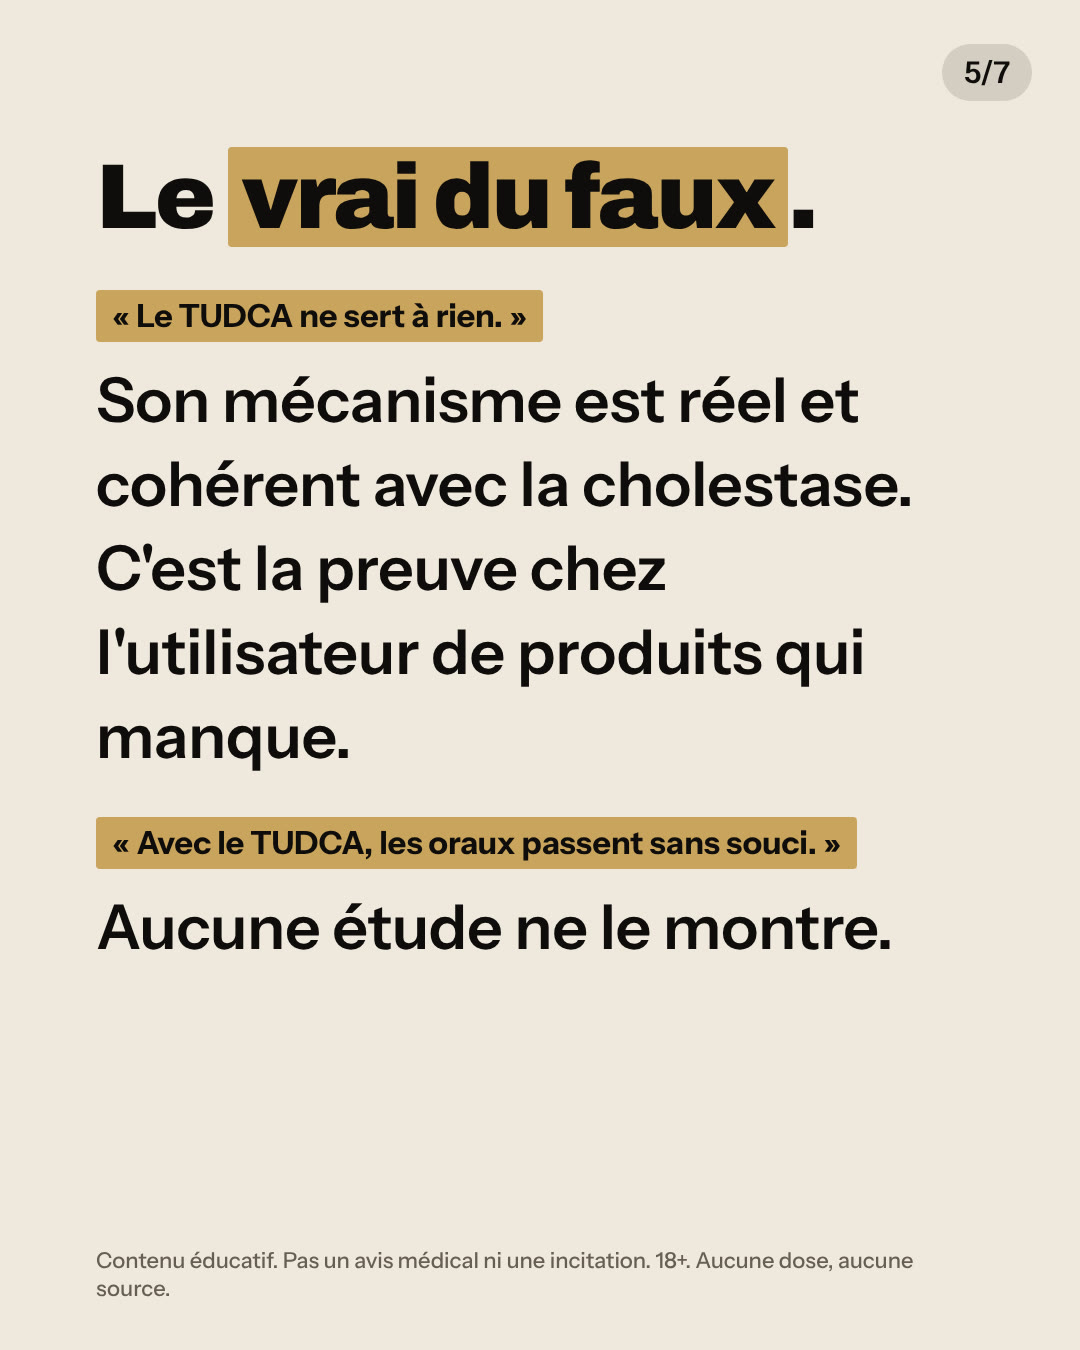 5/7
Le vrai du faux.
« Le TUDCA ne sert à rien. »
Son mécanisme est réel et
cohérent avec la cholestase.
C'est la preuve chez
l'utilisateur de produits qui
manque.
« Avec le TUDCA, les oraux passent sans souci. »
Aucune étude ne le montre.
Contenu éducatif. Pas un avis médical ni une incitation. 18+. Aucune dose, aucune
source.